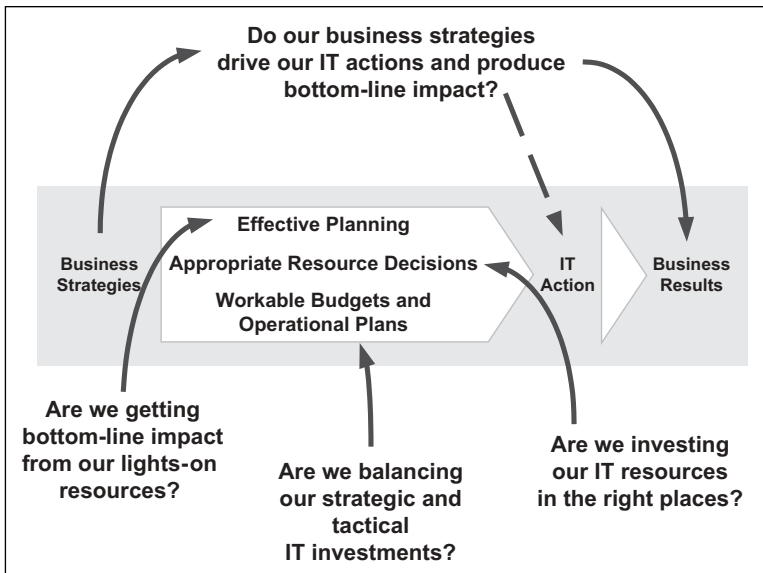 Do our business strategies
drive our IT actions and produce
bottom-line impact?
Effective Planning
Business
Strategies
Appropriate Resource Decisions
IT
Action
Business
Results
Workable Budgets and
Operational Plans
Are we getting
bottom-line impact
from our lights-on
resources?
Are we balancing
our strategic and
tactical
IT investments?
Are we investing
our IT resources
in the right places?